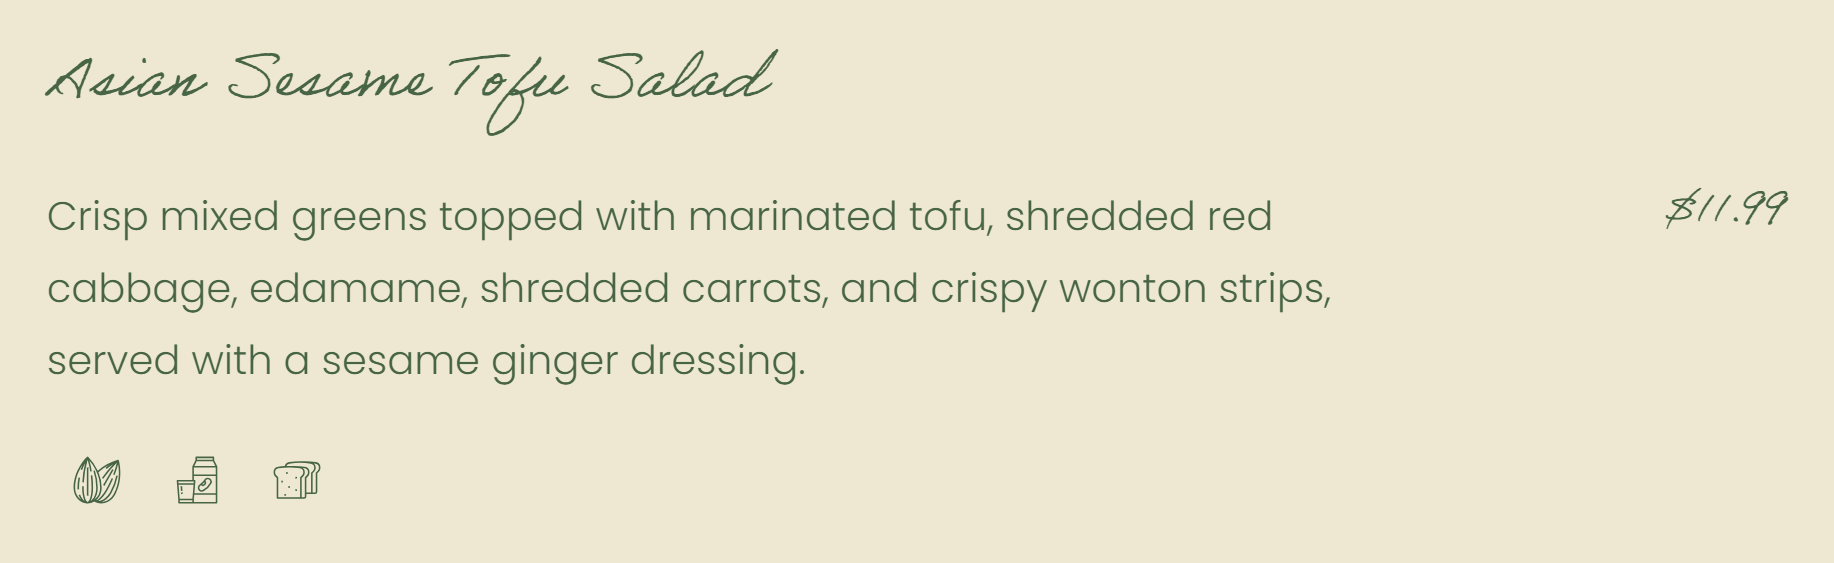 Asian Sesame Tofu Salad
Crisp mixed greens topped with marinated tofu, shredded red
$11.99
cabbage, edamame, shredded carrots, and crispy wonton strips,
served with a sesame ginger dressing.